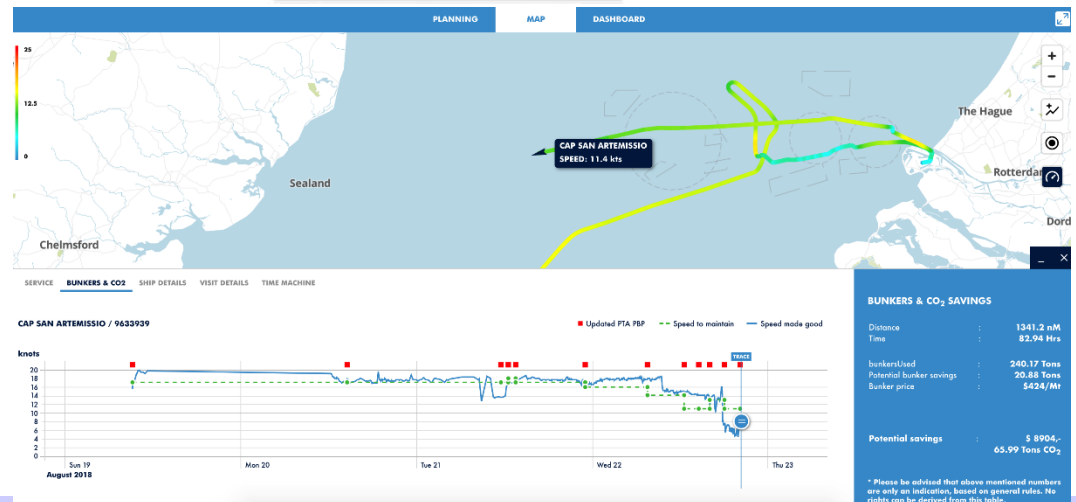 PLANNING MAP DASHBOARD
25
12.5
0
CAP SAN ARTEMISSIO
SPEED: 11.4 kts
The Hague
Rotterda
Dord
Sealand
Chelmsford
SERVICE BUNKERS & CO2 SHIP DETAILS VISIT DETAILS TIME MACHINE
CAP SAN ARTEMISSIO / 9633939
Updated PTA PBP Speed to maintain Speed made good
knots
TRACE
20
18
16
14
12
10
8
6
4
2
0
Sun 19 Mon 20 Tue 21 Wed 22 Thu 23
August 2018
BUNKERS & CO₂ SAVINGS
Distance : 1341.2 nM
Time : 82.94 Hrs
bunkersUsed : 240.17 Tons
Potential bunker savings : 20.88 Tons
Bunker price : $424/Mt
Potential savings : $ 8904,-
65.99 Tons CO₂
* Please be advised that above mentioned numbers
are only an indication, based on general rules. No
rights can be derived from this table.